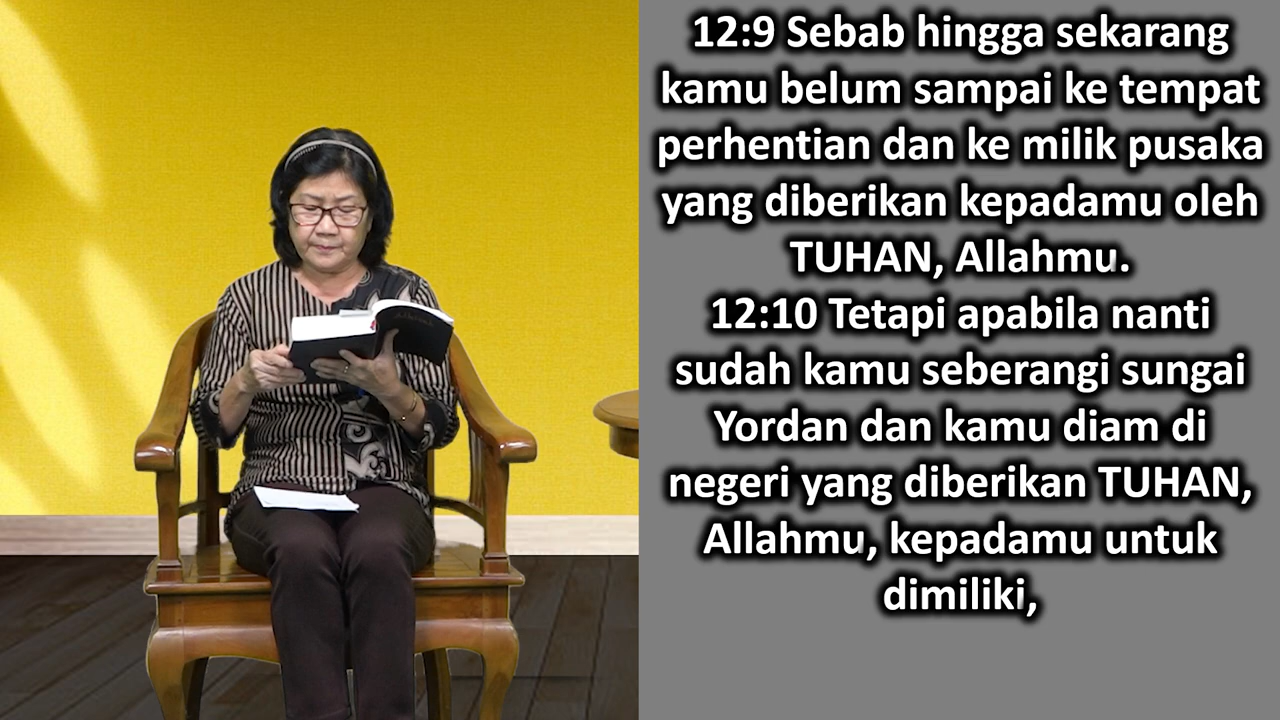 12:9 Sebab hingga sekarang
kamu belum sampai ke tempat
perhentian dan ke milik pusaka
yang diberikan kepadamu oleh
TUHAN, Allahmu.
12:10 Tetapi apabila nanti
sudah kamu seberangi sungai
Yordan dan kamu diam di
negeri yang diberikan TUHAN,
Allahmu, kepadamu untuk
dimiliki,